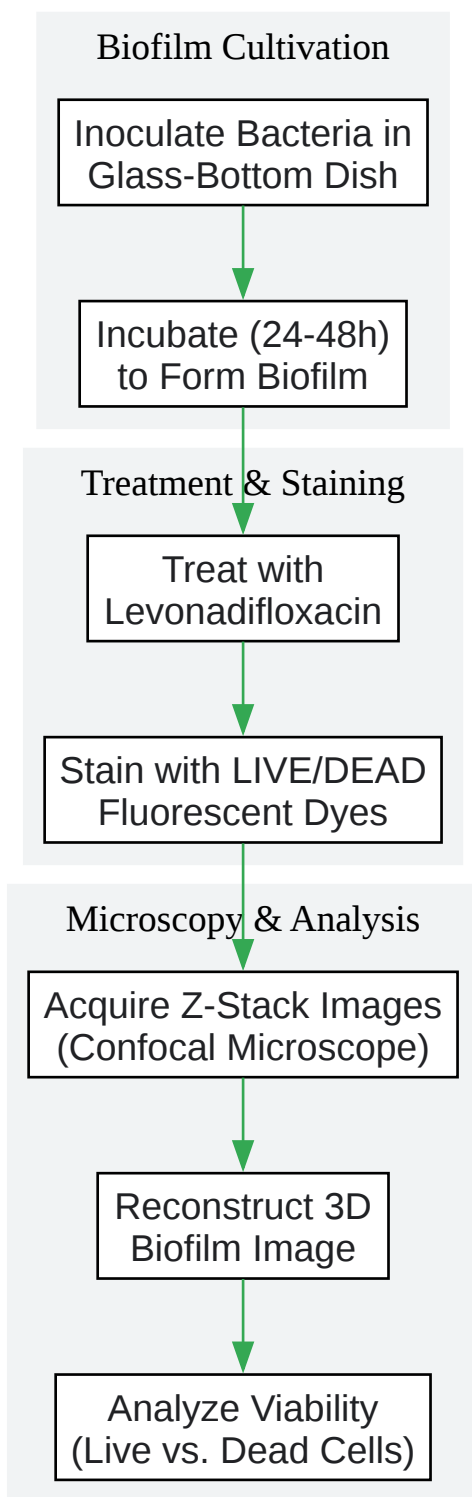 Biofilm Cultivation
Inoculate Bacteria in
Glass-Bottom Dish
Incubate (24-48h)
to Form Biofilm
Treatment & Staining
Treat with
Levonadifloxacin
Stain with LIVE/DEAD
Fluorescent Dyes
Microscopy & Analysis
Acquire Z-Stack Images
(Confocal Microscope)
Reconstruct 3D
Biofilm Image
Analyze Viability
(Live vs. Dead Cells)